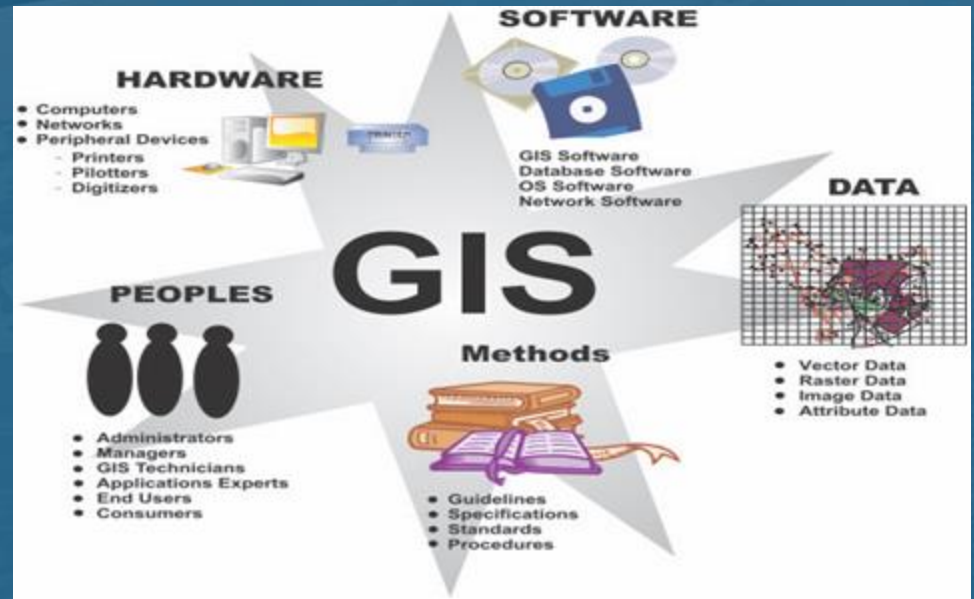 SOFTWARE
HARDWARE
• Computers
• Networks
• Peripheral Devices
- Printers
- Pilotters
- Digitizers
PRINTER
GIS Software
Database Software
OS Software
Network Software
DATA
• Vector Data
• Raster Data
• Image Data
• Attribute Data
GIS
PEOPLES
• Administrators
• Managers
• GIS Technicians
• Applications Experts
• End Users
• Consumers
Methods
• Guidelines
• Specifications
• Standards
• Procedures